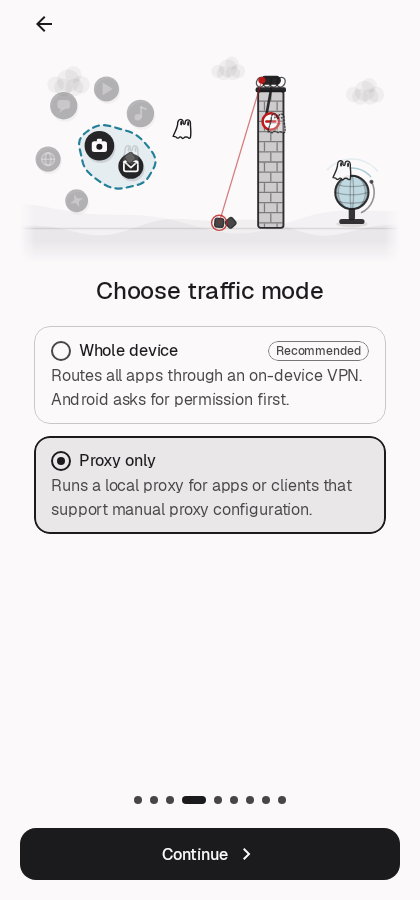 Choose traffic mode
Whole device
Recommended
Routes all apps through an on-device VPN.
Android asks for permission first.
Proxy only
Runs a local proxy for apps or clients that
support manual proxy configuration.
Continue